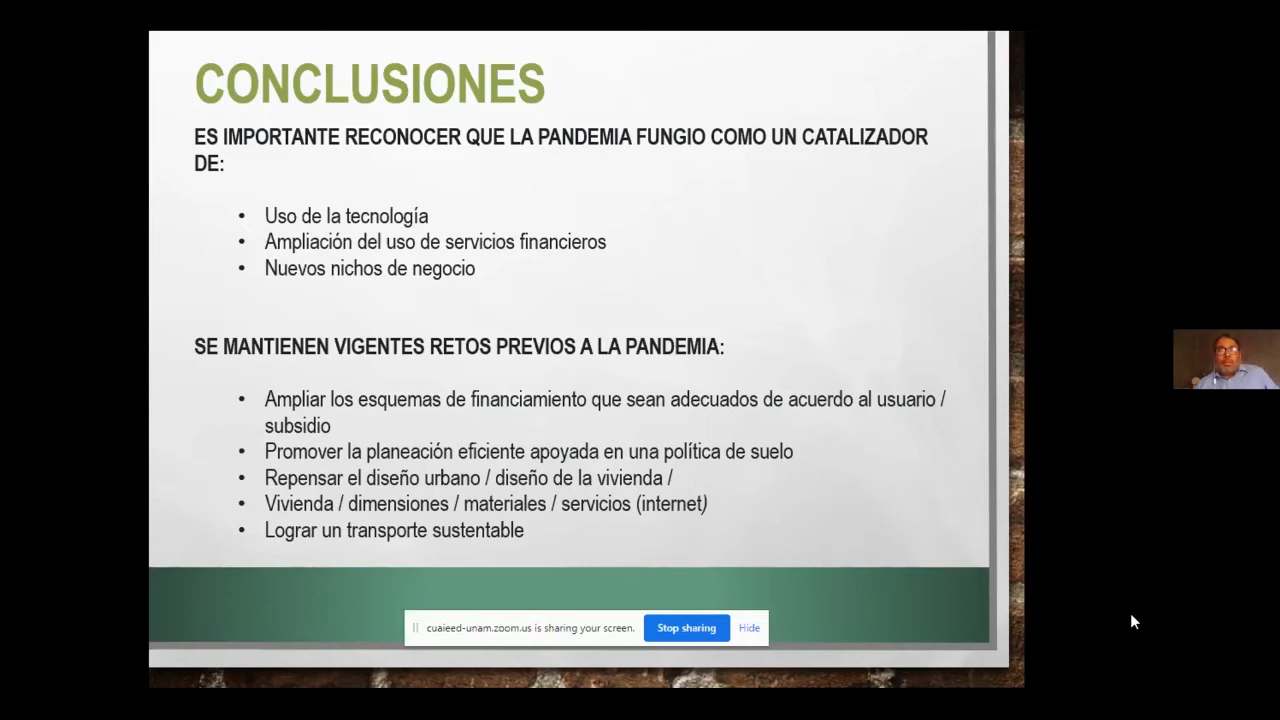 CONCLUSIONES
ES IMPORTANTE RECONOCER QUE LA PANDEMIA FUNGIO COMO UN CATALIZADOR
DE:
• Uso de la tecnología
• Ampliación del uso de servicios financieros
• Nuevos nichos de negocio
SE MANTIENEN VIGENTES RETOS PREVIOS A LA PANDEMIA:
• Ampliar los esquemas de financiamiento que sean adecuados de acuerdo al usuario /
subsidio
• Promover la planeación eficiente apoyada en una política de suelo
• Repensar el diseño urbano / diseño de la vivienda /
• Vivienda / dimensiones / materiales / servicios (internet)
• Lograr un transporte sustentable
cuaieed-unam.zoom.us is sharing your screen. Stop sharing Hide